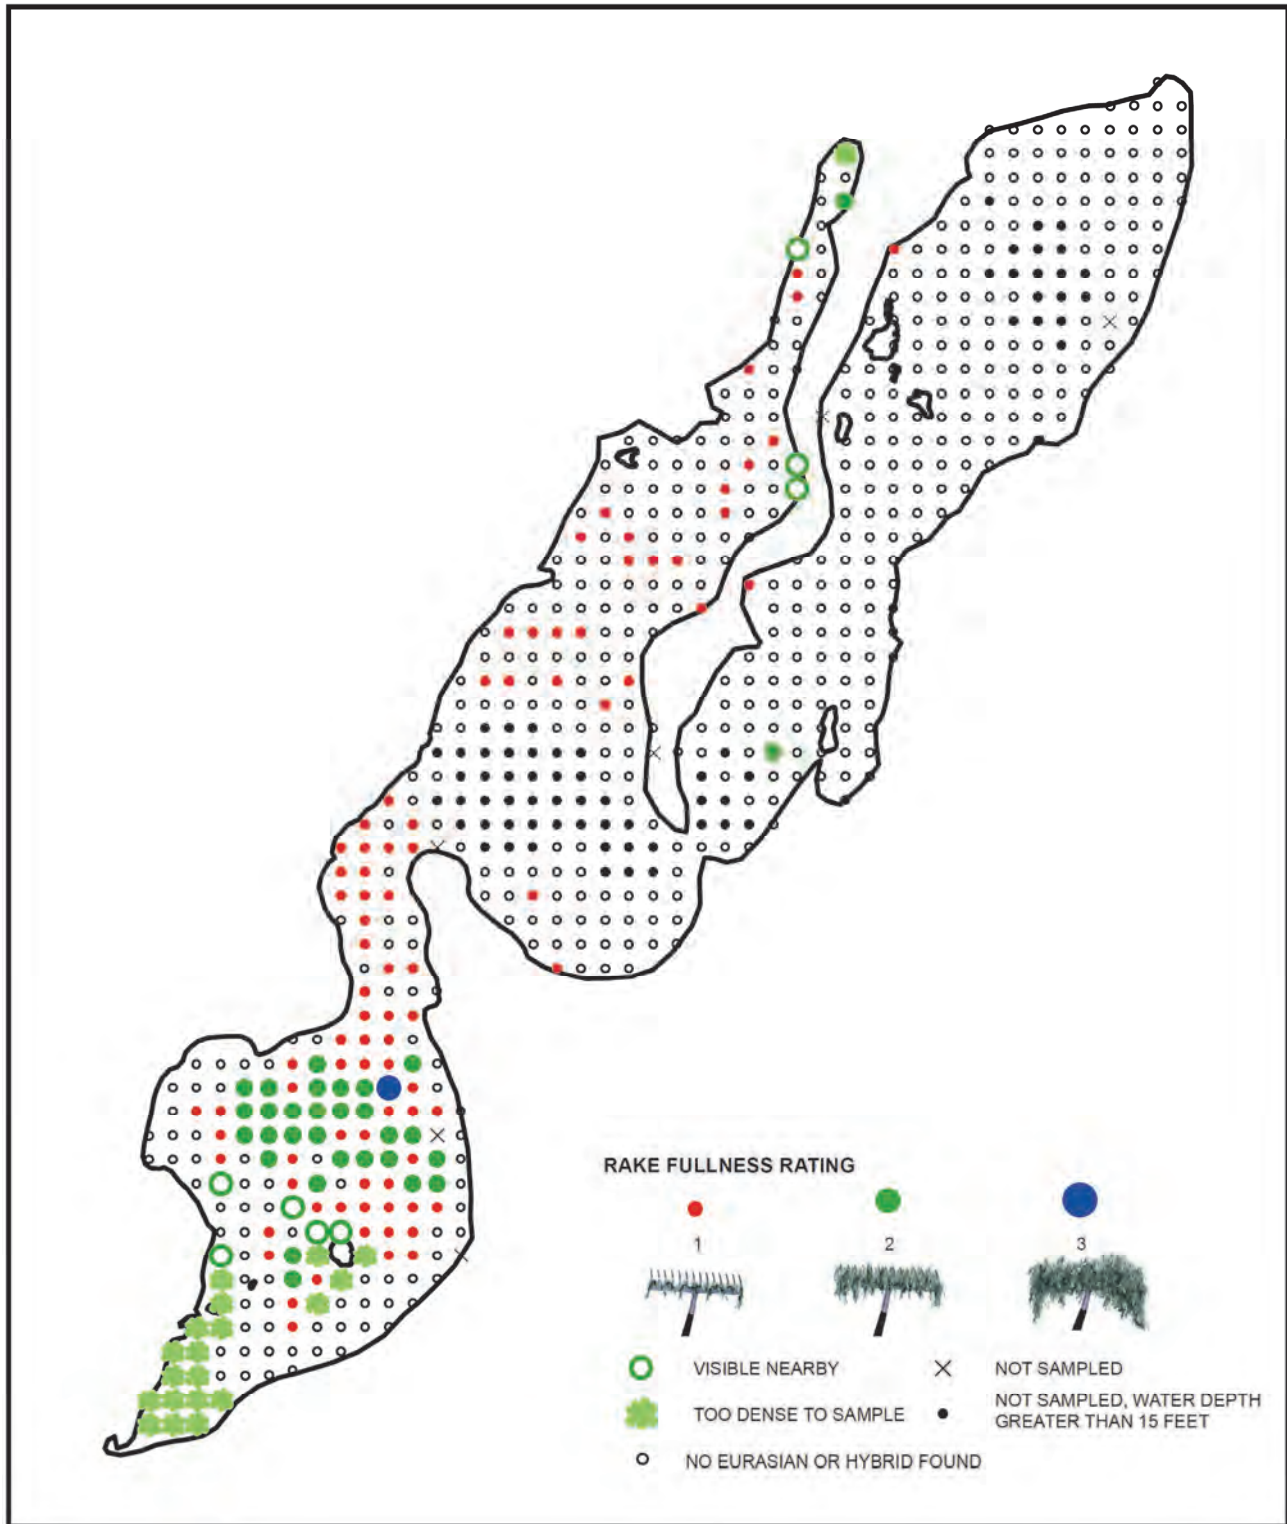 RAKE FULLNESS RATING
1
2
3
VISIBLE NEARBY
NOT SAMPLED
TOO DENSE TO SAMPLE
NOT SAMPLED, WATER DEPTH
GREATER THAN 15 FEET
NO EURASIAN OR HYBRID FOUND